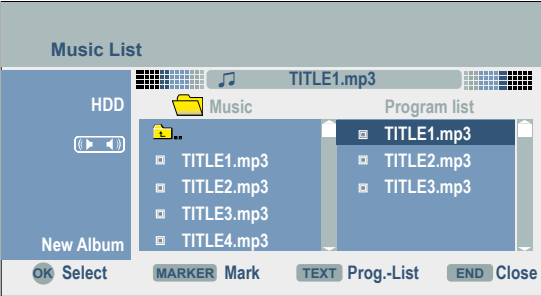 Music List
TITLE1.mp3
HDD
Music
Program list
..
TITLE1.mp3
TITLE2.mp3
TITLE3.mp3
TITLE4.mp3
TITLE1.mp3
TITLE2.mp3
TITLE3.mp3
New Album
OK Select MARKER Mark TEXT Prog.-List END Close